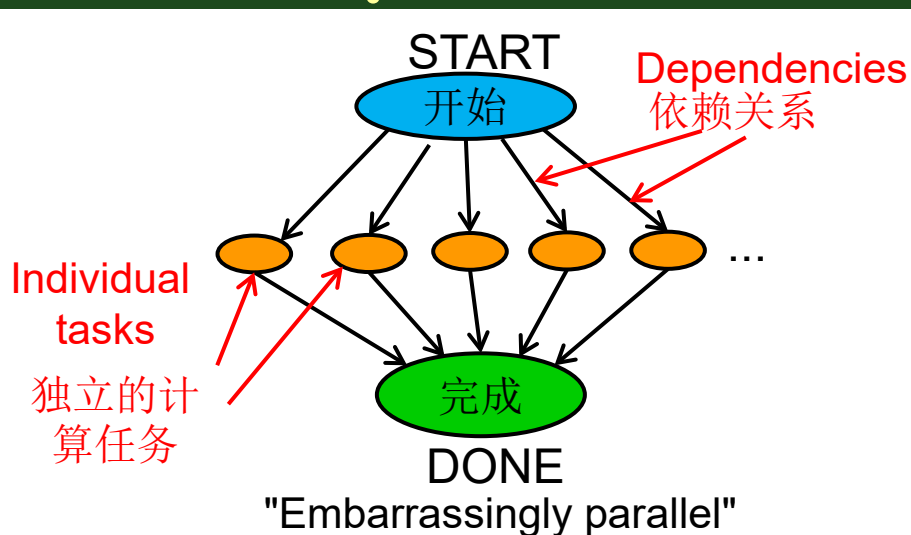 START
开始
Dependencies
依赖关系
...
Individual
tasks
独立的计
算任务
完成
DONE
"Embarrassingly parallel"